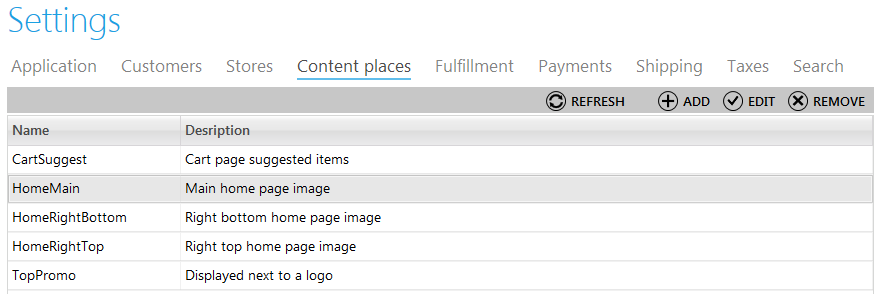 Settings
Application Customers Stores Content places Fulfillment Payments Shipping Taxes Search
REFRESH ADD EDIT REMOVE
Name Desription
CartSuggest Cart page suggested items
HomeMain Main home page image
HomeRightBottom Right bottom home page image
HomeRightTop Right top home page image
TopPromo Displayed next to a logo